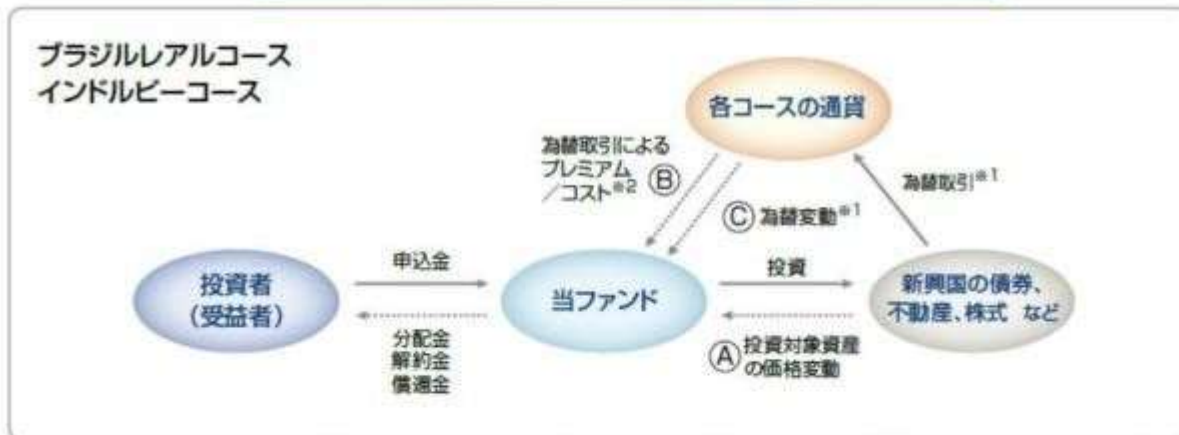 ブラジルレアルコース
インドルピーコース
各コースの通貨
為替取引による
プレミアム
／コスト※2 Ⓑ
為替取引※1
Ⓒ 為替変動※1
投資者
（受益者）
申込金
当ファンド
投資
新興国の債券、
不動産、株式 など
分配金
解約金
償還金
Ⓐ 投資対象資産
の価格変動